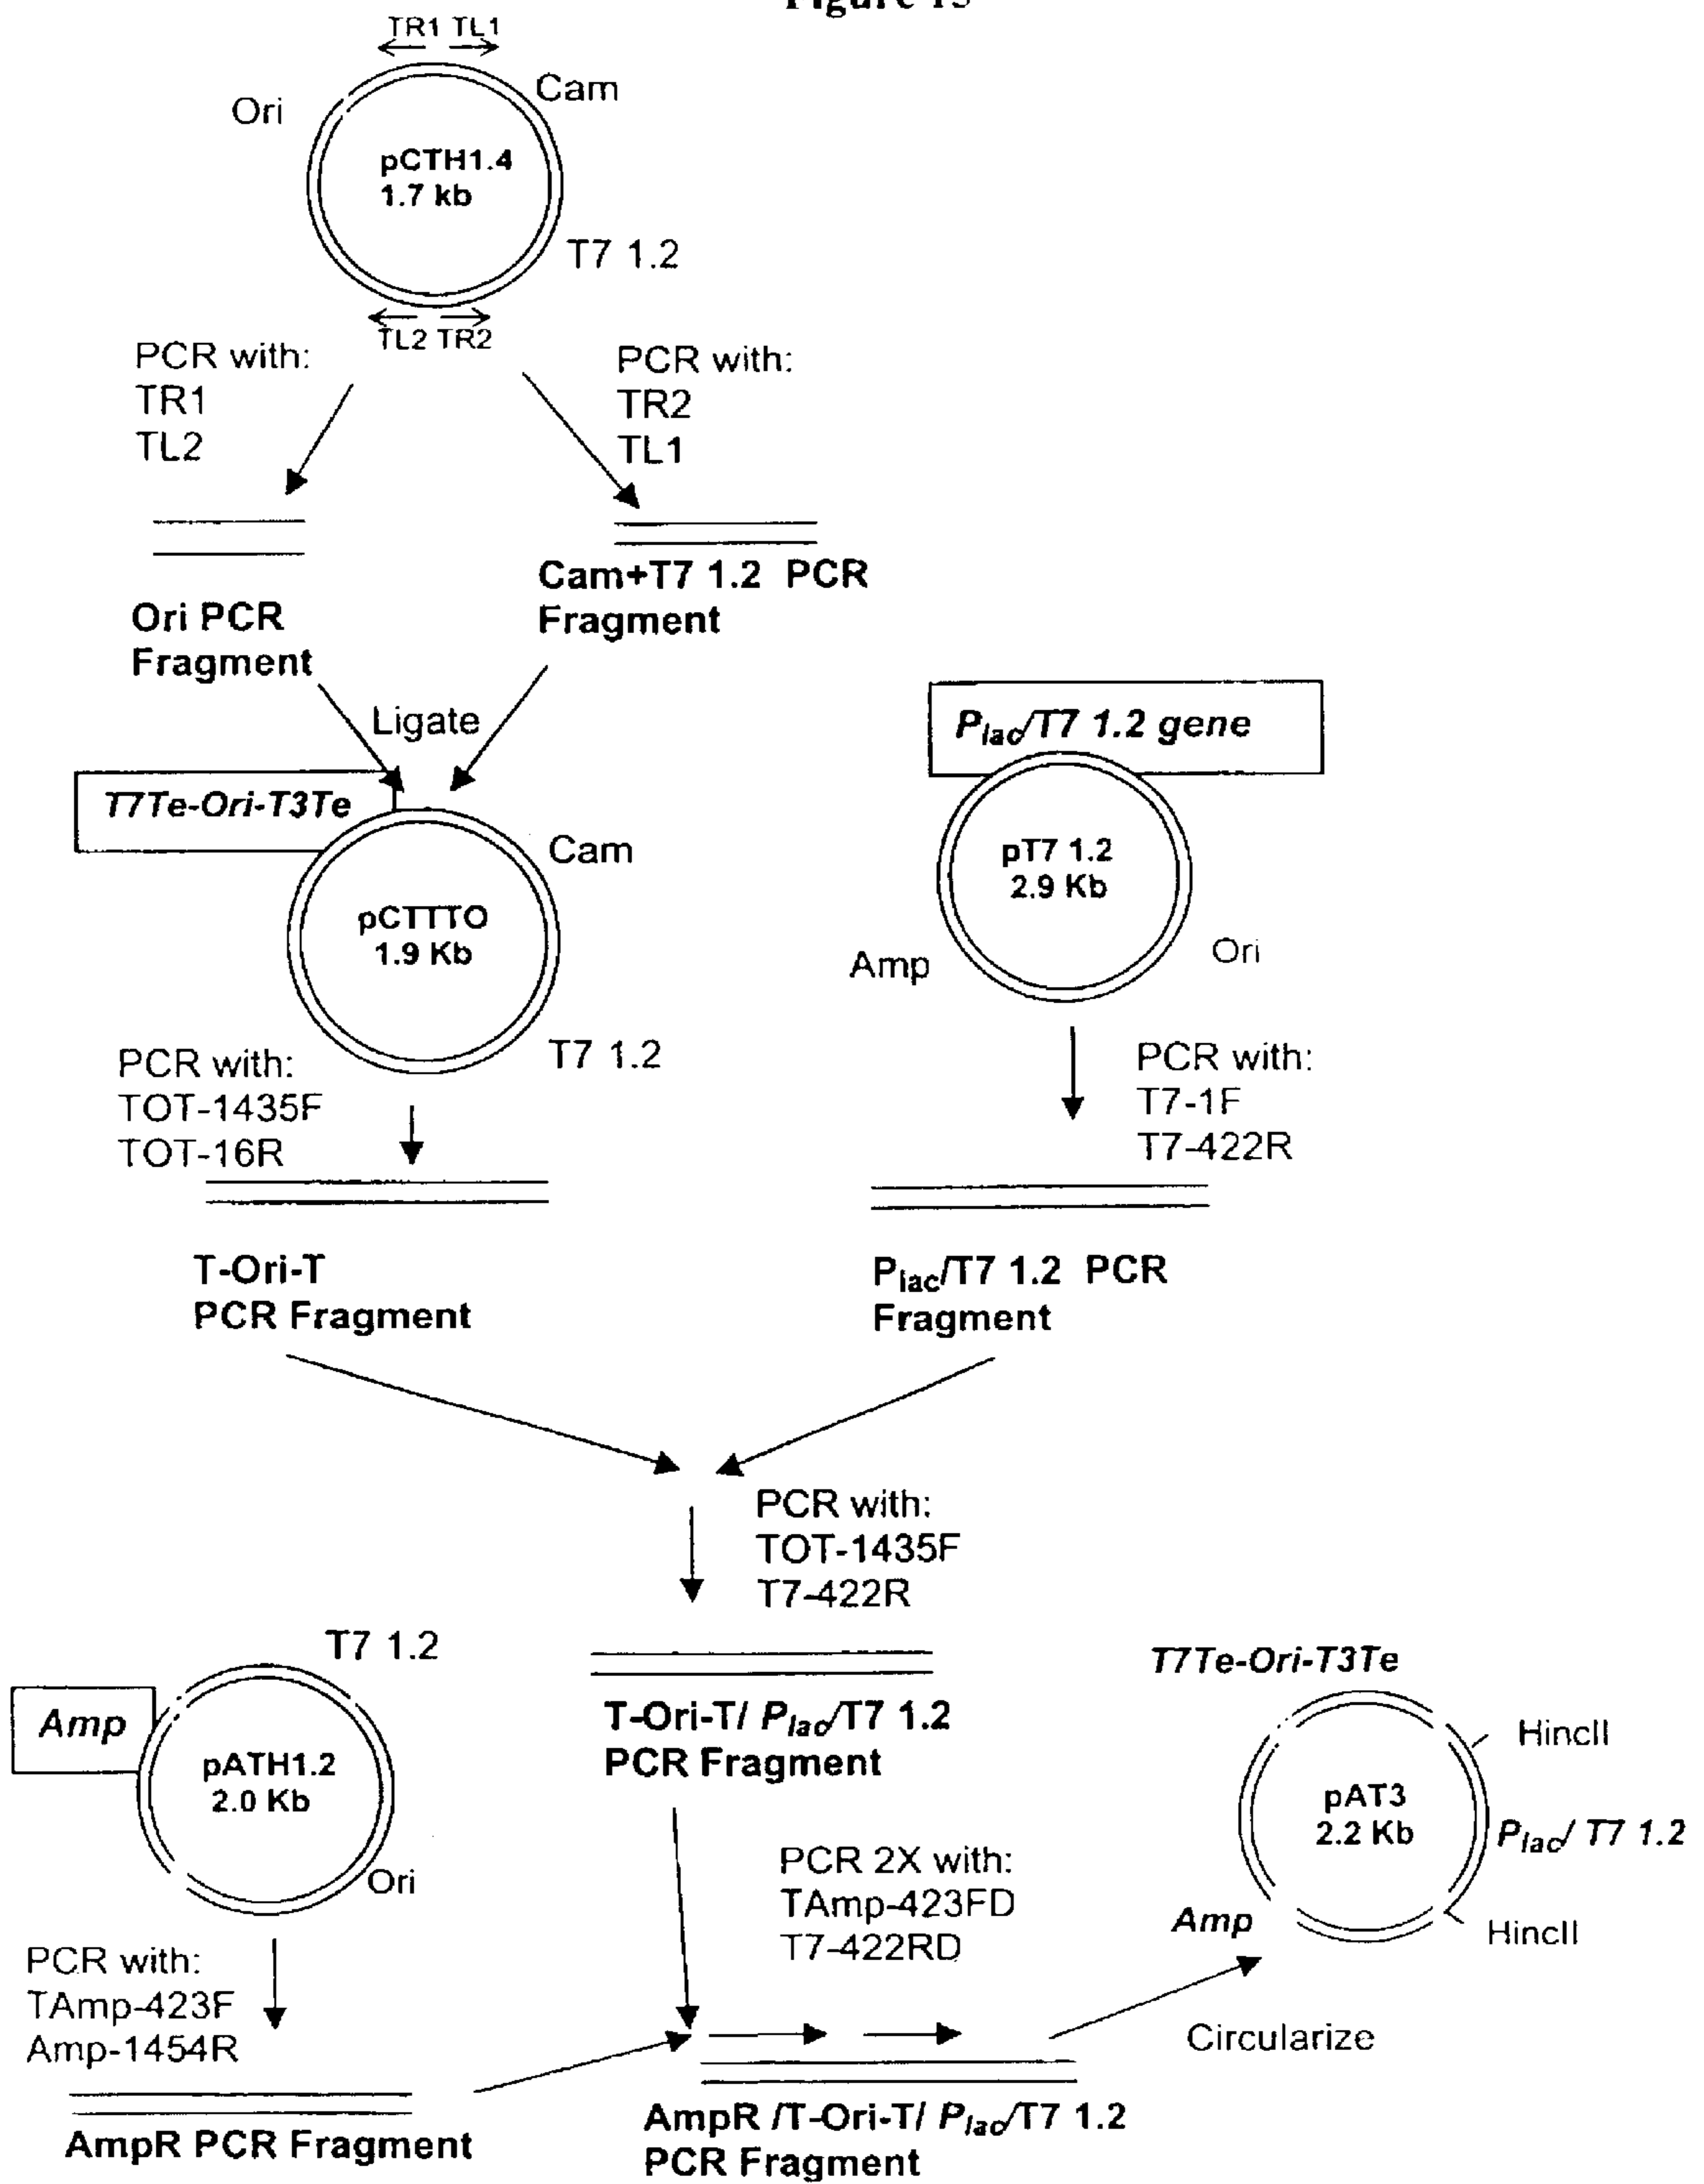 Figure 15
TR1 TL1
Ori
Cam
pCTH1.4
1.7 kb
T7 1.2
TL2 TR2
PCR with:
TR1
TL2
PCR with:
TR2
TL1
Ori PCR
Fragment
Cam+T7 1.2 PCR
Fragment
Ligate
T7Te-Ori-T3Te
Cam
pCTTTO
1.9 Kb
T7 1.2
Plac/T7 1.2 gene
pT7 1.2
2.9 Kb
Amp
Ori
PCR with:
TOT-1435F
TOT-16R
PCR with:
T7-1F
T7-422R
T-Ori-T
PCR Fragment
Plac/T7 1.2 PCR
Fragment
PCR with:
TOT-1435F
T7-422R
T-Ori-T/ Plac/T7 1.2
PCR Fragment
T7 1.2
Amp
pATH1.2
2.0 Kb
Ori
PCR with:
TAmp-423F
Amp-1454R
AmpR PCR Fragment
PCR 2X with:
TAmp-423FD
T7-422RD
AmpR /T-Ori-T/ Plac/T7 1.2
PCR Fragment
Circularize
T7Te-Ori-T3Te
HincII
pAT3
2.2 Kb
Plac/ T7 1.2
Amp
HincII